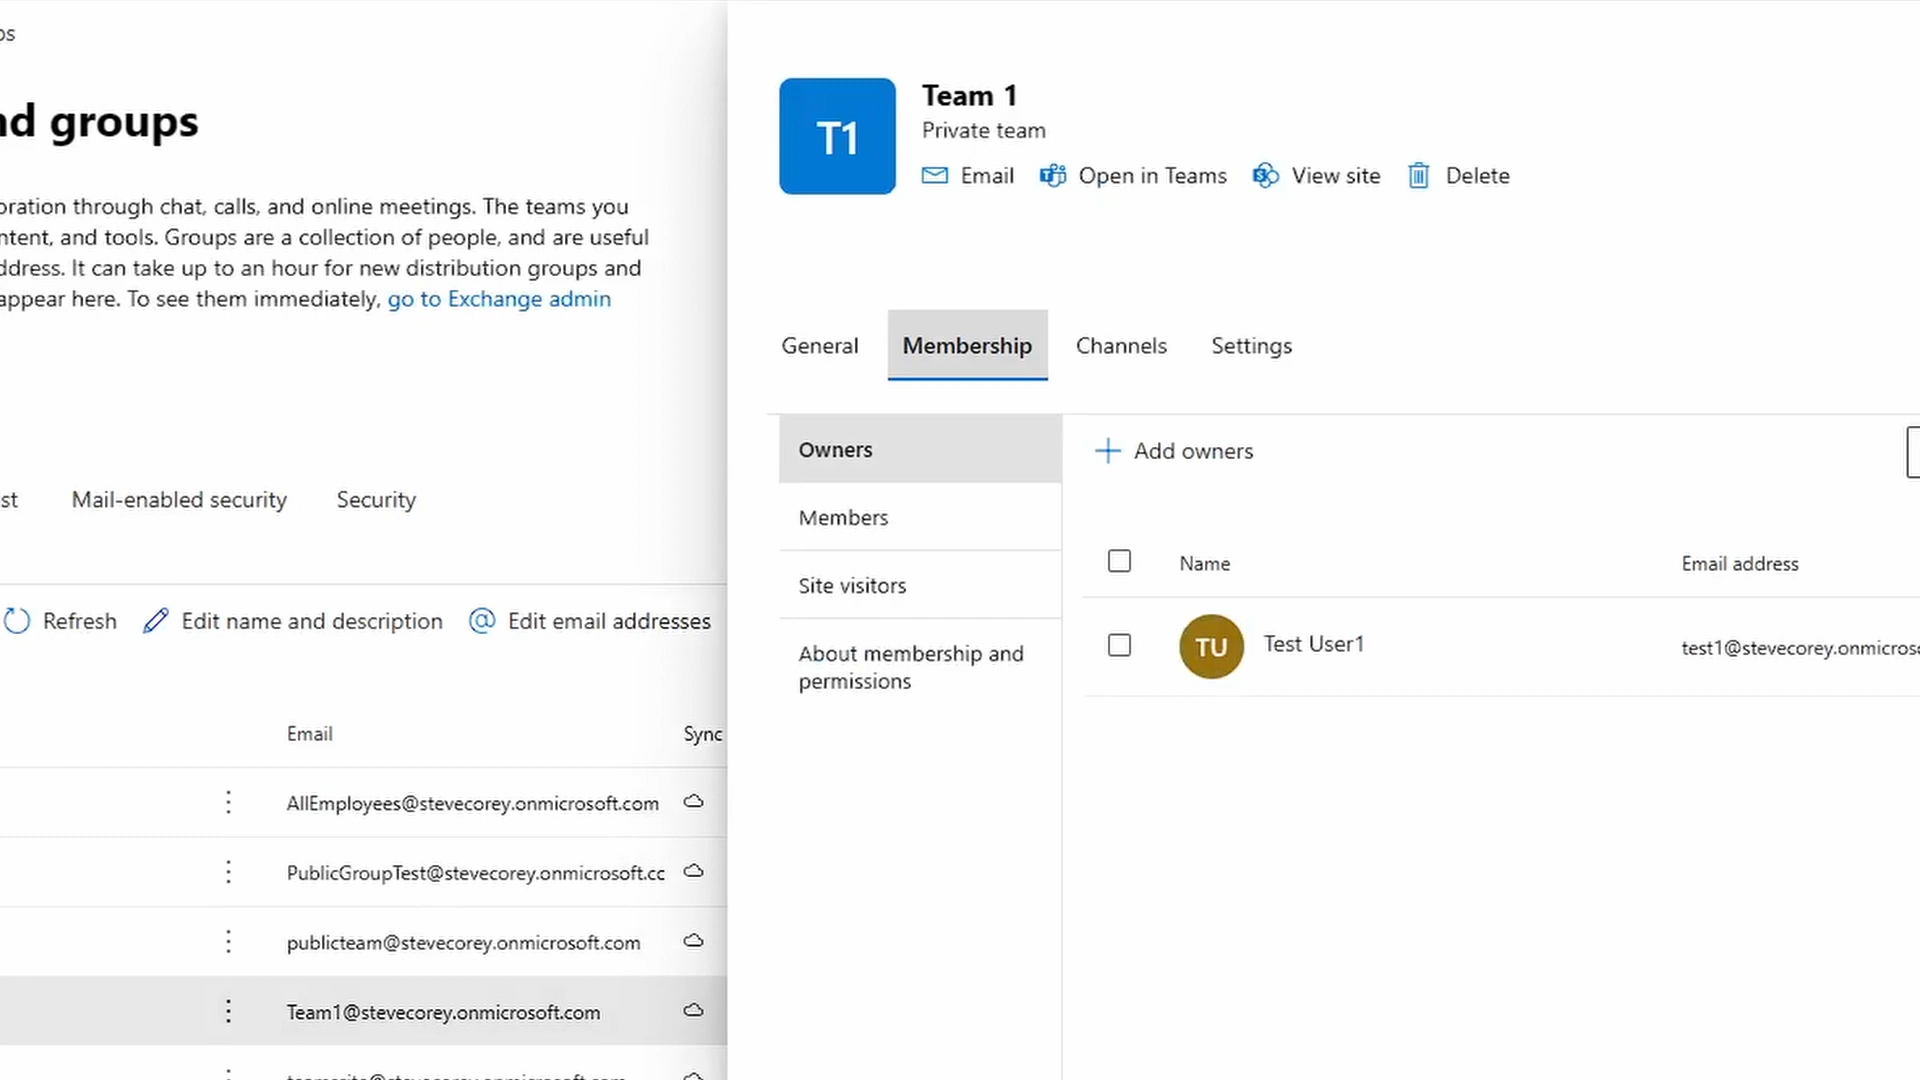 ps
nd groups
oration through chat, calls, and online meetings. The teams you
ntent, and tools. Groups are a collection of people, and are useful
ddress. It can take up to an hour for new distribution groups and
appear here. To see them immediately, go to Exchange admin
st Mail-enabled security Security
Refresh Edit name and description Edit email addresses
Email Sync
AllEmployees@stevecorey.onmicrosoft.com
PublicGroupTest@stevecorey.onmicrosoft.cc
publicteam@stevecorey.onmicrosoft.com
Team1@stevecorey.onmicrosoft.com
T1
Team 1
Private team
Email Open in Teams View site Delete
General Membership Channels Settings
Owners
Members
Site visitors
About membership and
permissions
Add owners
Name Email address
TU Test User1 test1@stevecorey.onmicroso